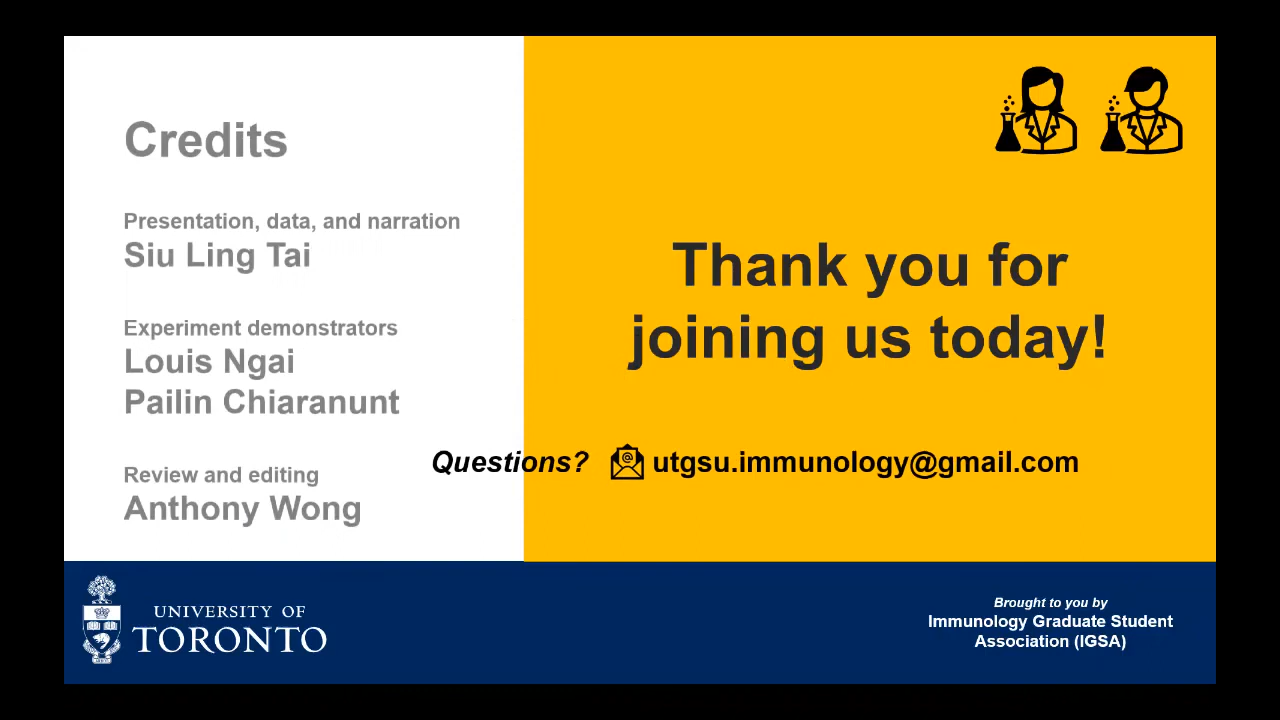 Credits
Presentation, data, and narration
Siu Ling Tai
Experiment demonstrators
Louis Ngai
Pailin Chiaranunt
Review and editing
Anthony Wong
Thank you for
joining us today!
Questions? utgsu.immunology@gmail.com
UNIVERSITY OF
TORONTO
Brought to you by
Immunology Graduate Student
Association (IGSA)